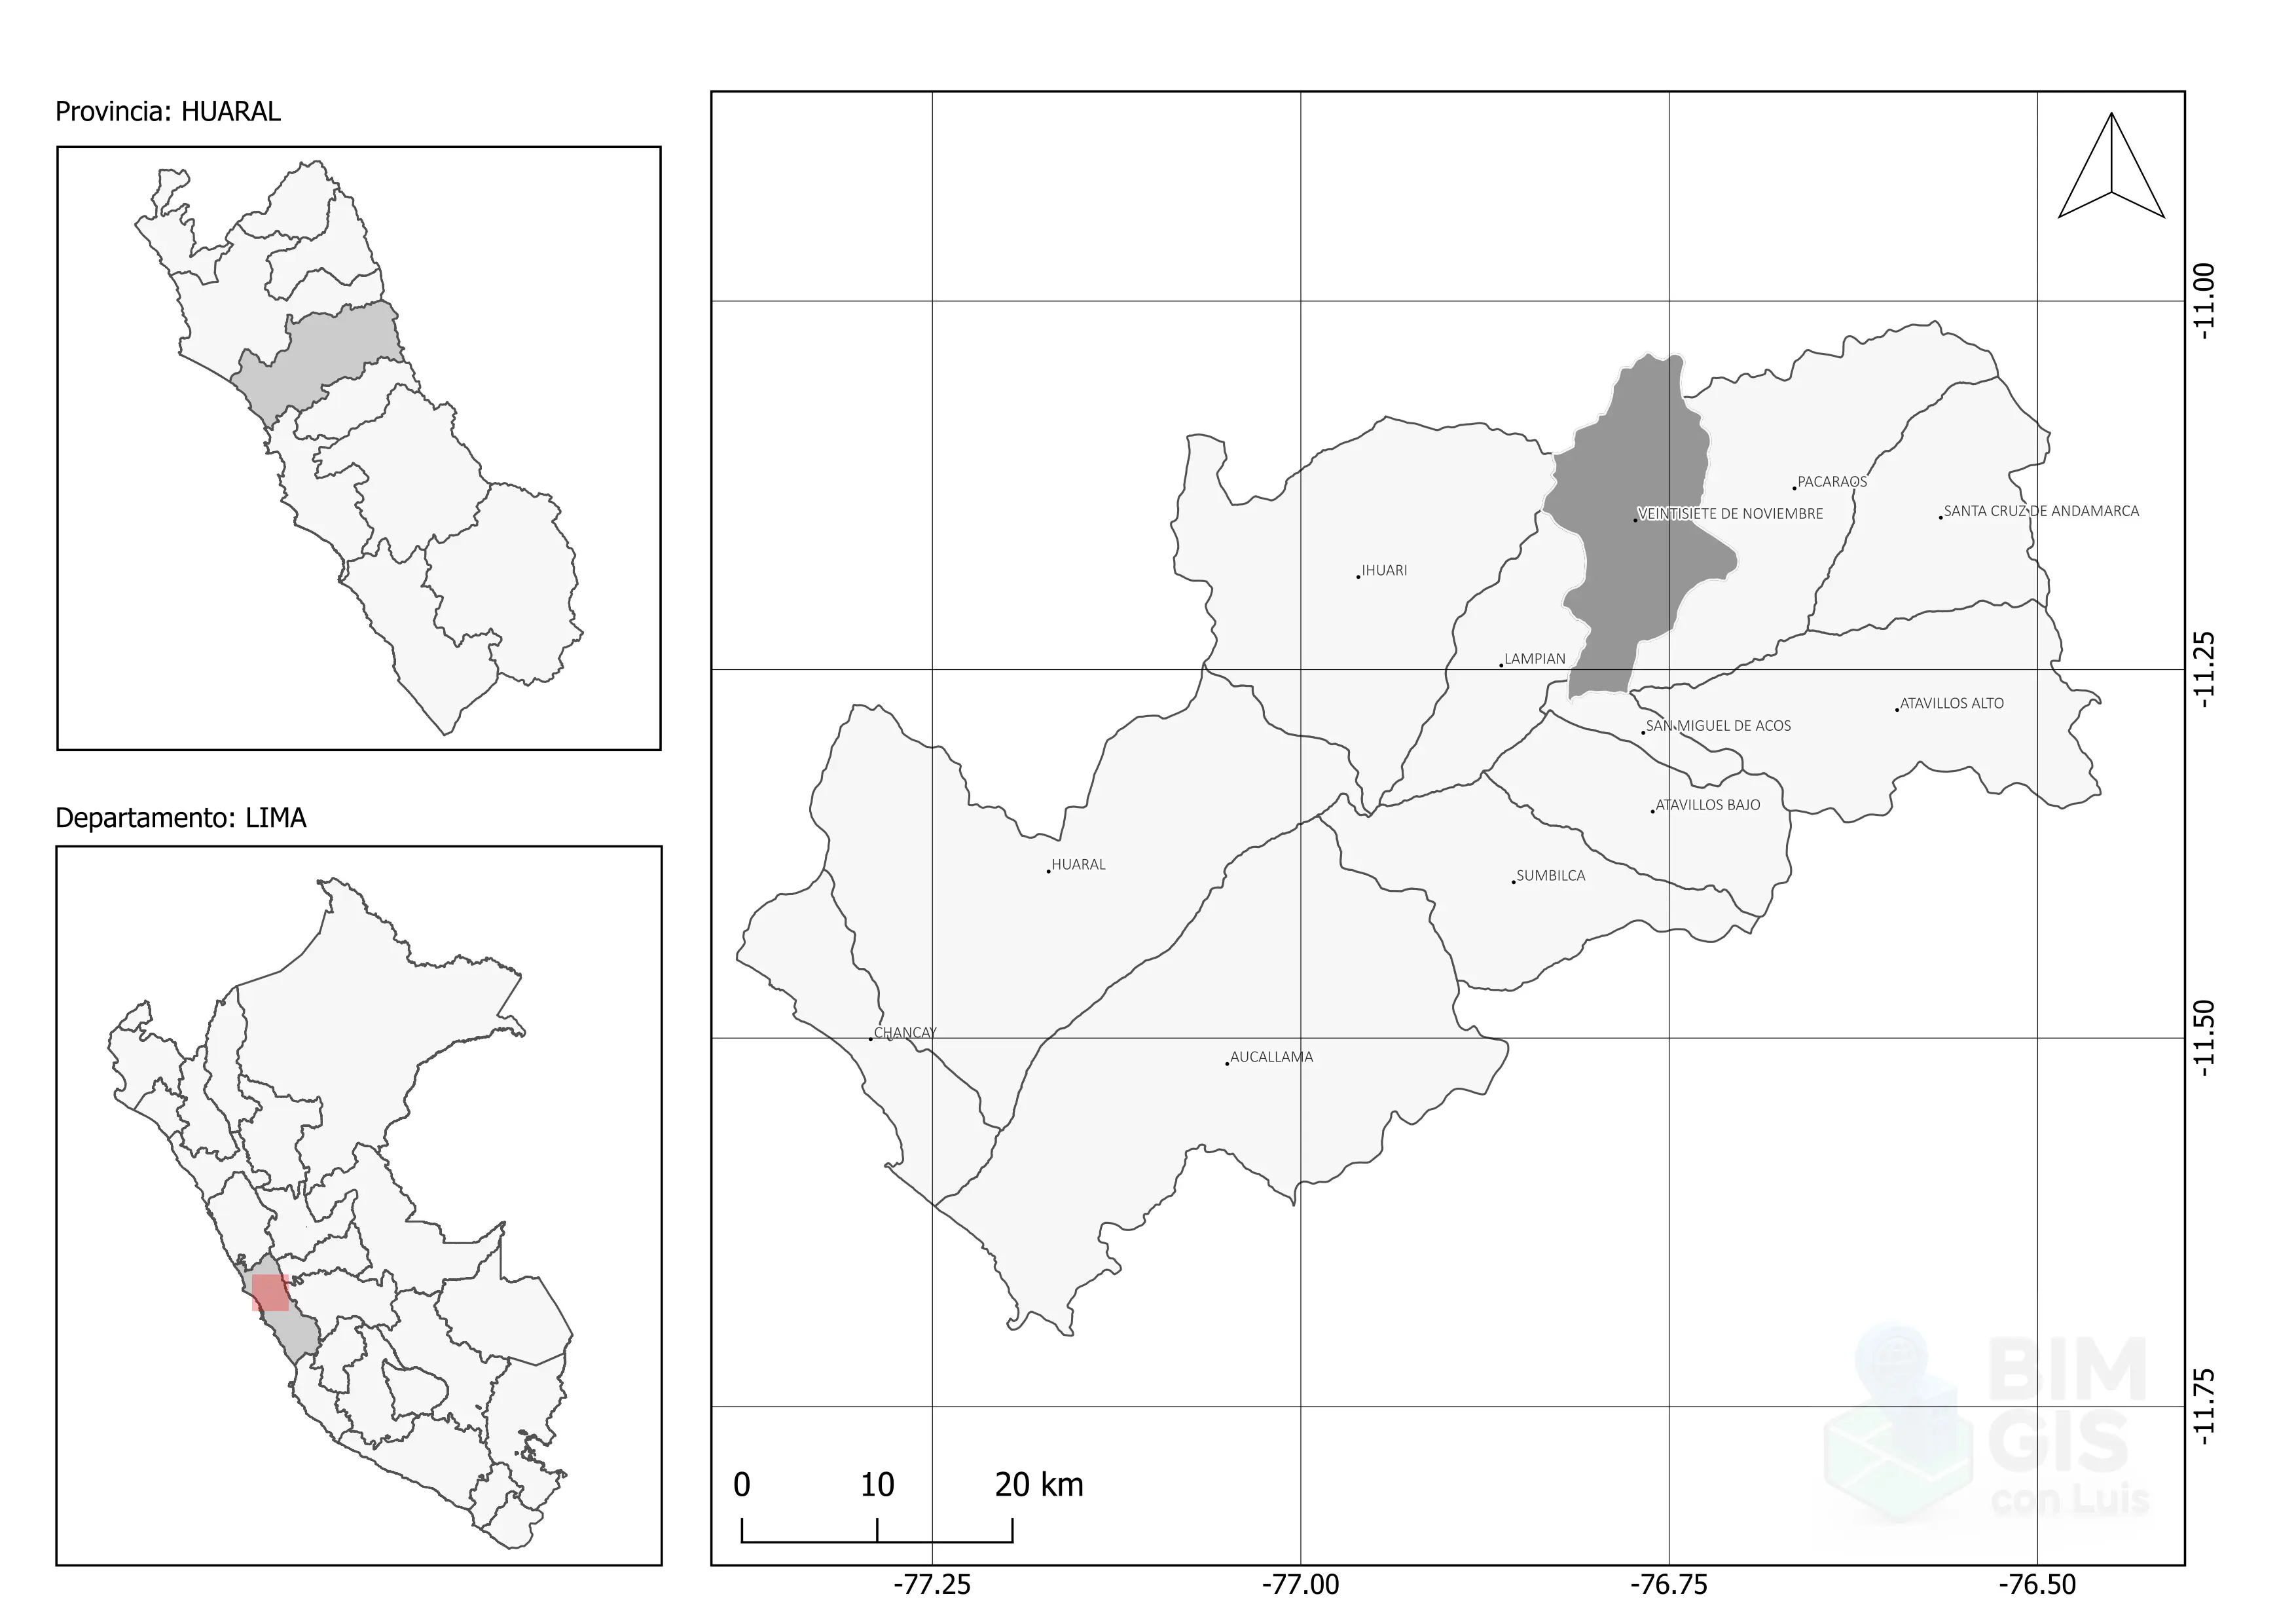 Provincia: HUARAL
Departamento: LIMA
-11.00
PACARAOS
SANTA CRUZ DE ANDAMARCA
VEINTISIETE DE NOVIEMBRE
IHUARI
LAMPIAN
-11.25
ATAVILLOS ALTO
SAN MIGUEL DE ACOS
ATAVILLOS BAJO
HUARAL
SUMBILCA
CHANCAY
-11.50
AUCALLAMA
-11.75
BIM
GIS
con Luis
0 10 20 km
-77.25 -77.00 -76.75 -76.50